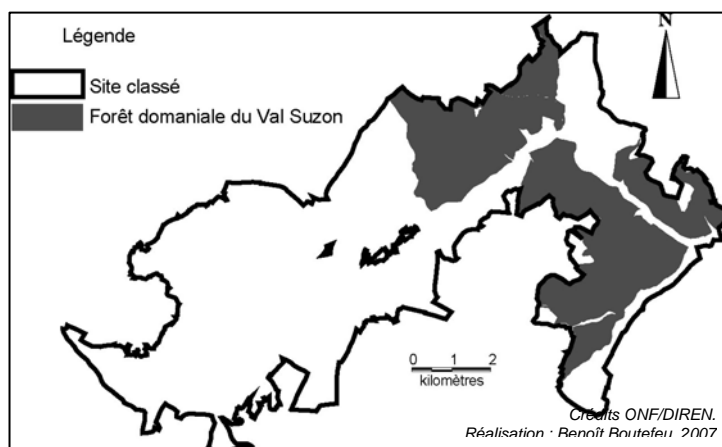 Légende
N
Site classé
Forêt domaniale du Val Suzon
0 1 2
kilomètres
Crédits ONF/DIREN.
Réalisation : Benoît Boutefeu, 2007